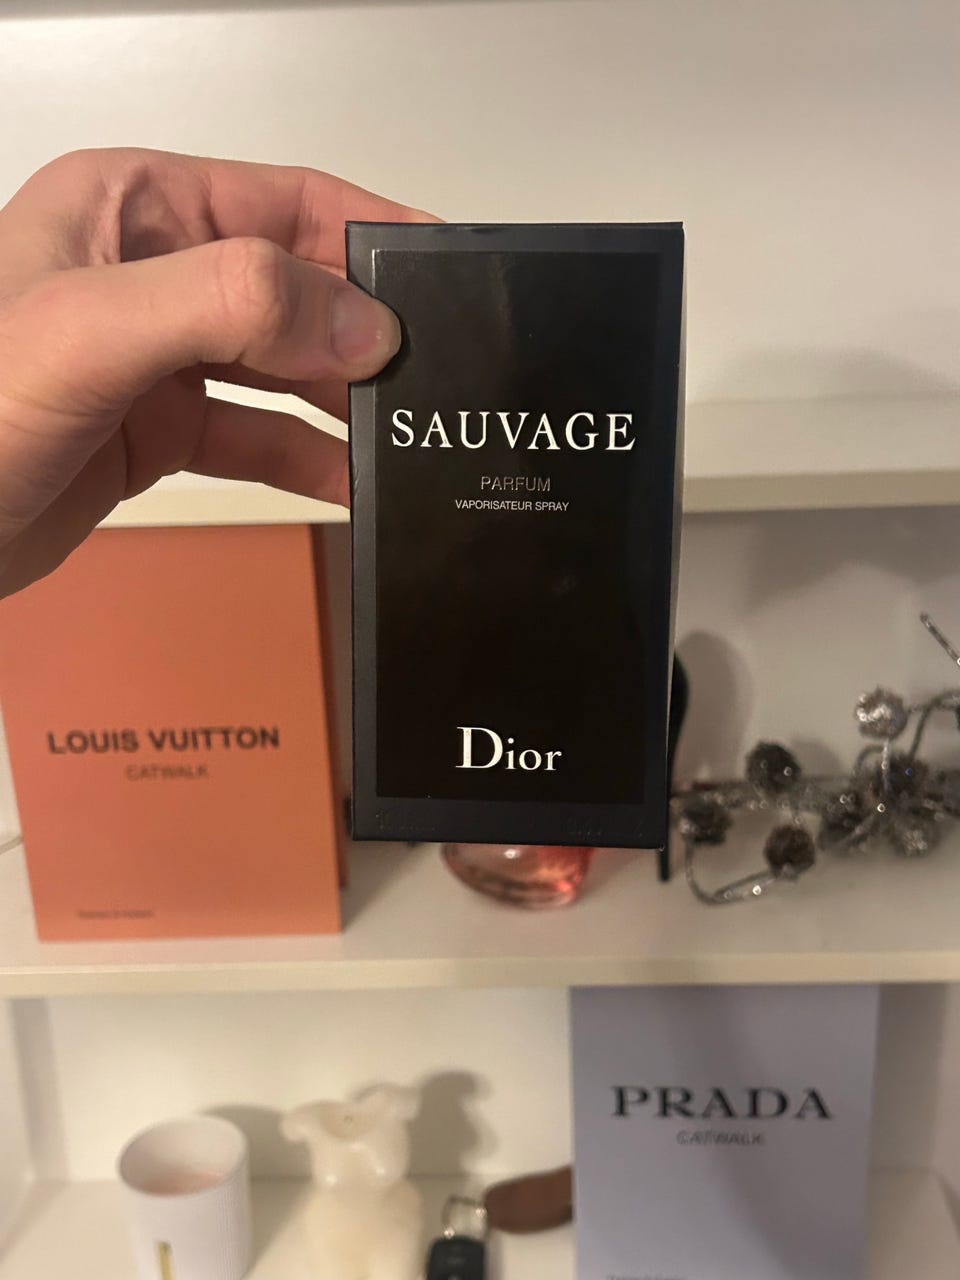 SAUVAGE
PARFUM
VAPORISATEUR SPRAY
Dior
LOUIS VUITTON
CATWALK
PRADA
CATWALK